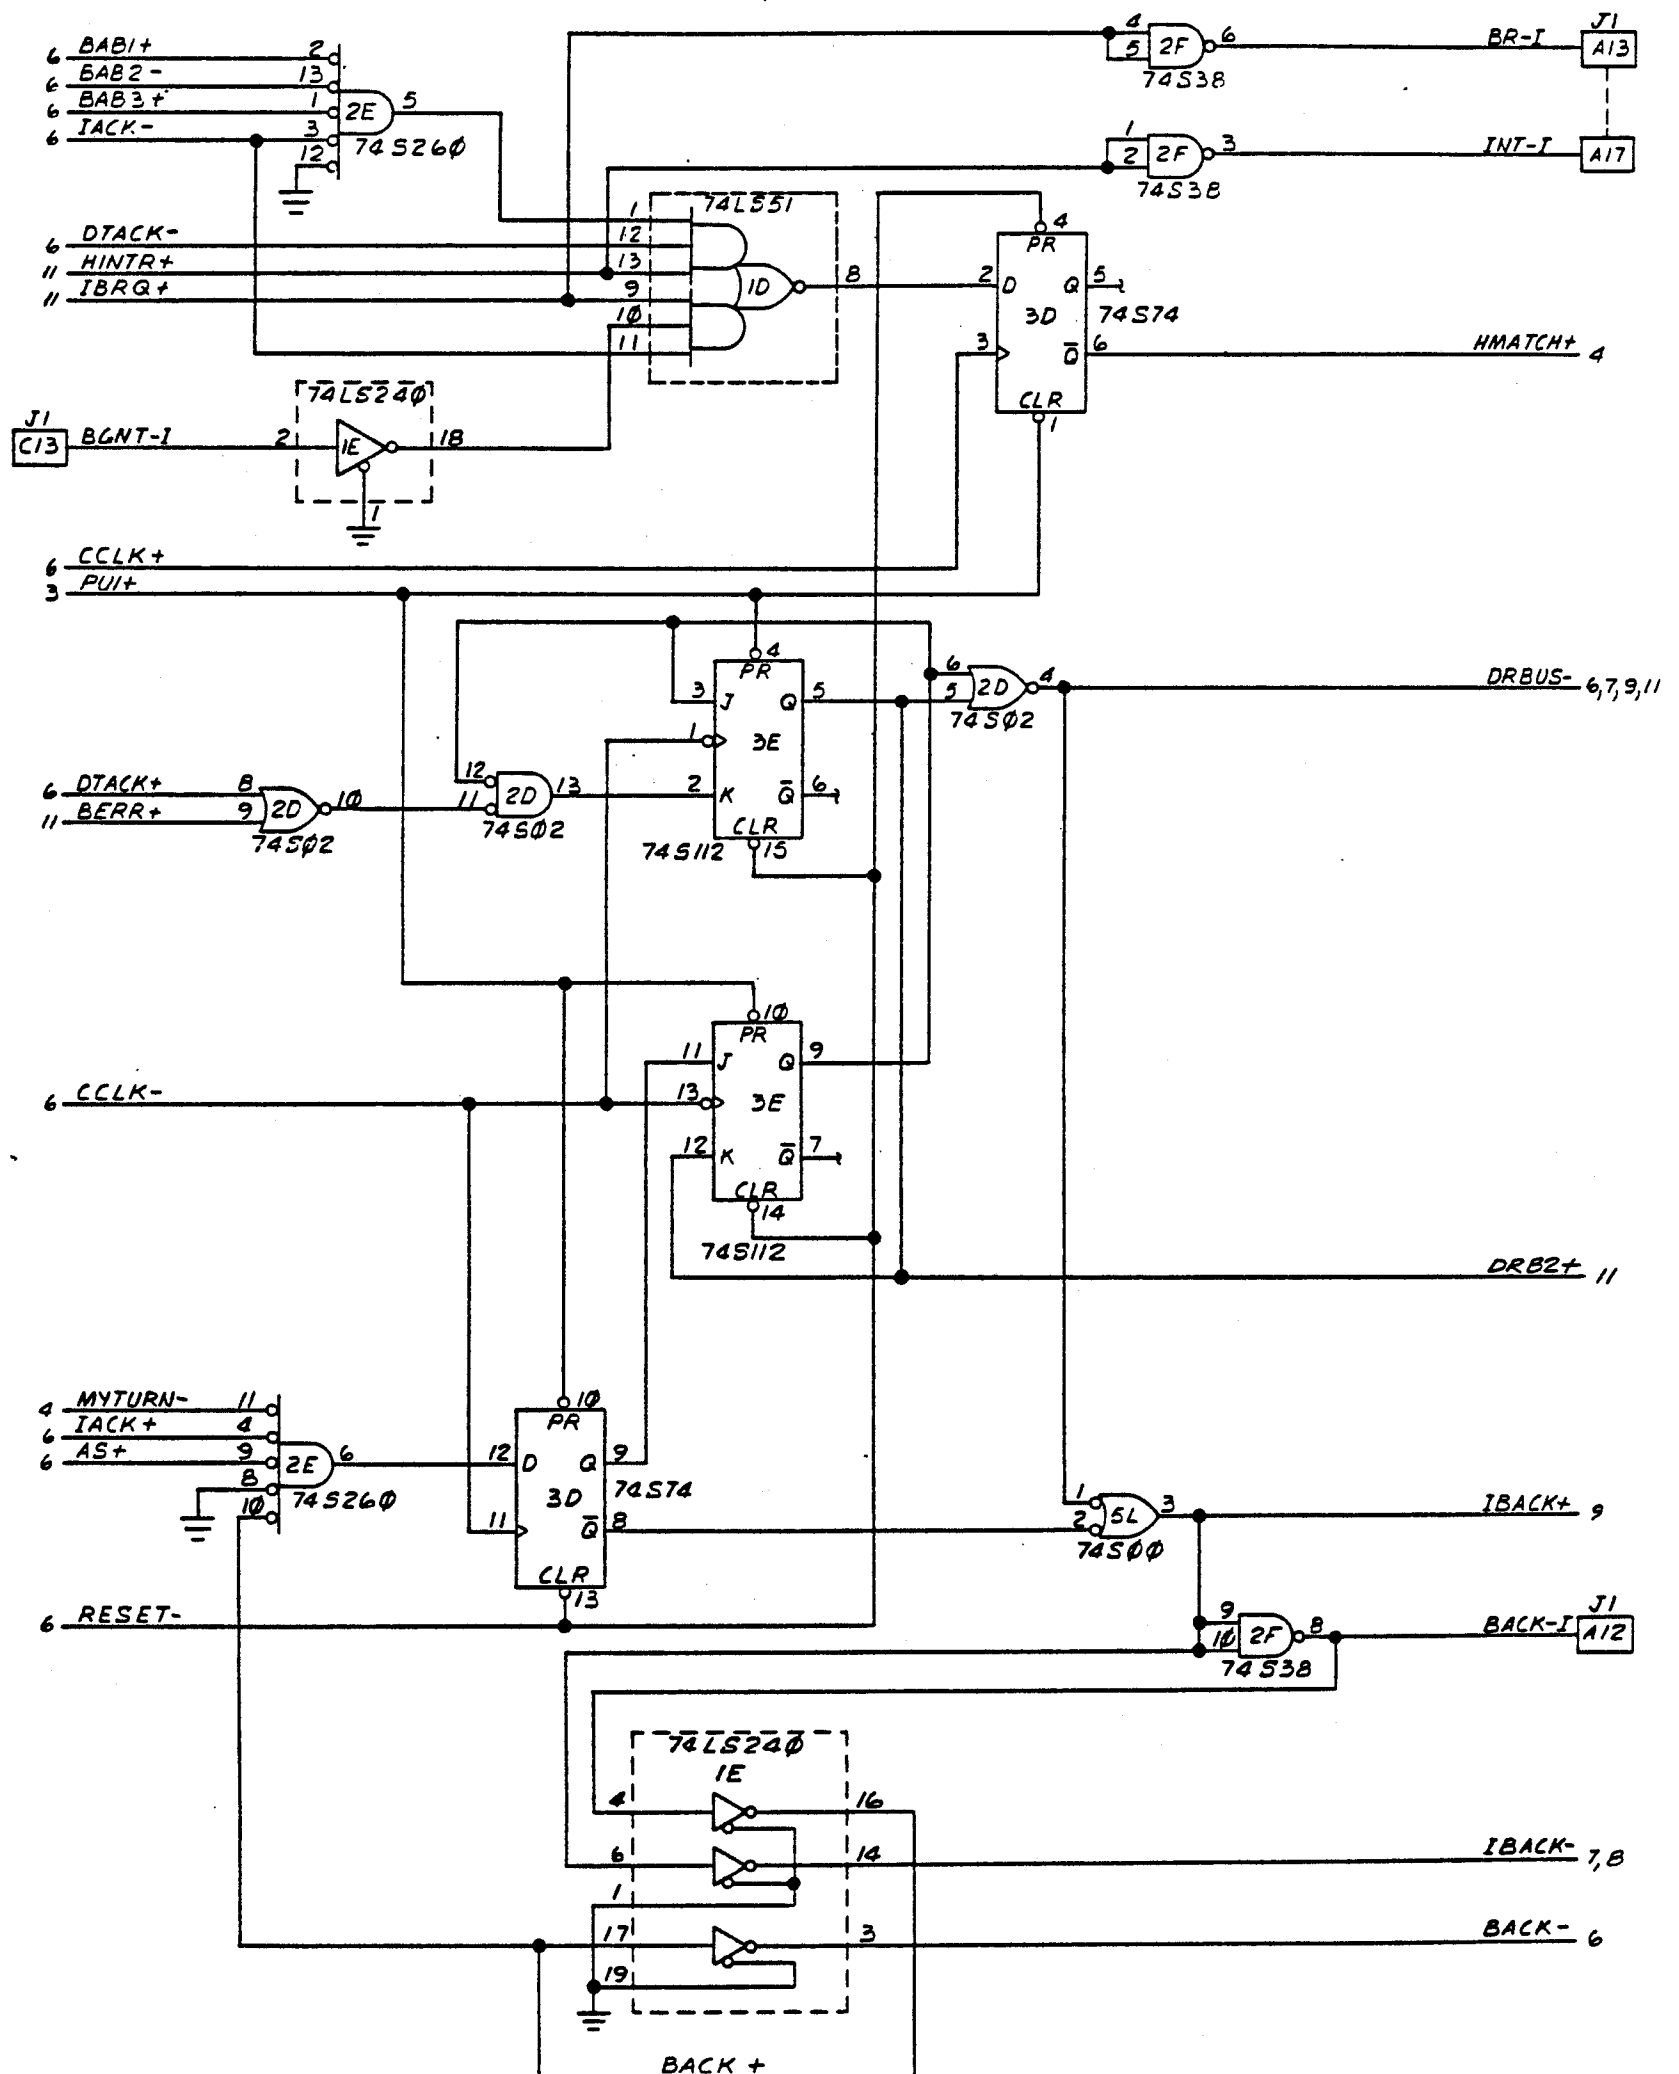 6 BAB1+ 2
6 BAB2- 13
6 BAB3+ 1
6 IACK- 3
12
2E 5
74S26Ø
4
5
2F 6
74S38
BR-I
J1
A13
1
2
2F 3
74S38
INT-I
A17
74LS51
6 DTACK- 1
12
11 HINTR+ 13
11 IBRQ+ 9
1Ø
11
1D 8
4
PR
2 D Q 5
3D 74S74
3 Q 6
CLR
1
HMATCH+ 4
74LS24Ø
J1
C13 BGNT-I 2 1E 18
1
6 CCLK+
3 PU1+
4
PR
3 J Q 5
1 3E
2 K Q 6
CLR
74S112 15
6
5
2D 4
74SØ2
DRBUS- 6,7,9,11
6 DTACK+ 8
11 BERR+ 9
2D 1Ø
74SØ2
12
11
2D 13
74SØ2
1Ø
PR
11 J Q 9
13 3E
12 K Q 7
CLR
14
74S112
6 CCLK-
DRB2+ 11
4 MYTURN- 11
6 IACK+ 4
6 AS+ 9
8
1Ø
2E 6
74S26Ø
1Ø
PR
12 D Q 9
3D 74S74
11 Q 8
CLR
13
1
2
5L 3
74SØØ
IBACK+ 9
6 RESET-
9
1Ø
2F 8
74S38
BACK-I
J1
A12
74LS24Ø
1E
4 16
6 14
IBACK- 7,8
1
17 3
BACK- 6
19
BACK +